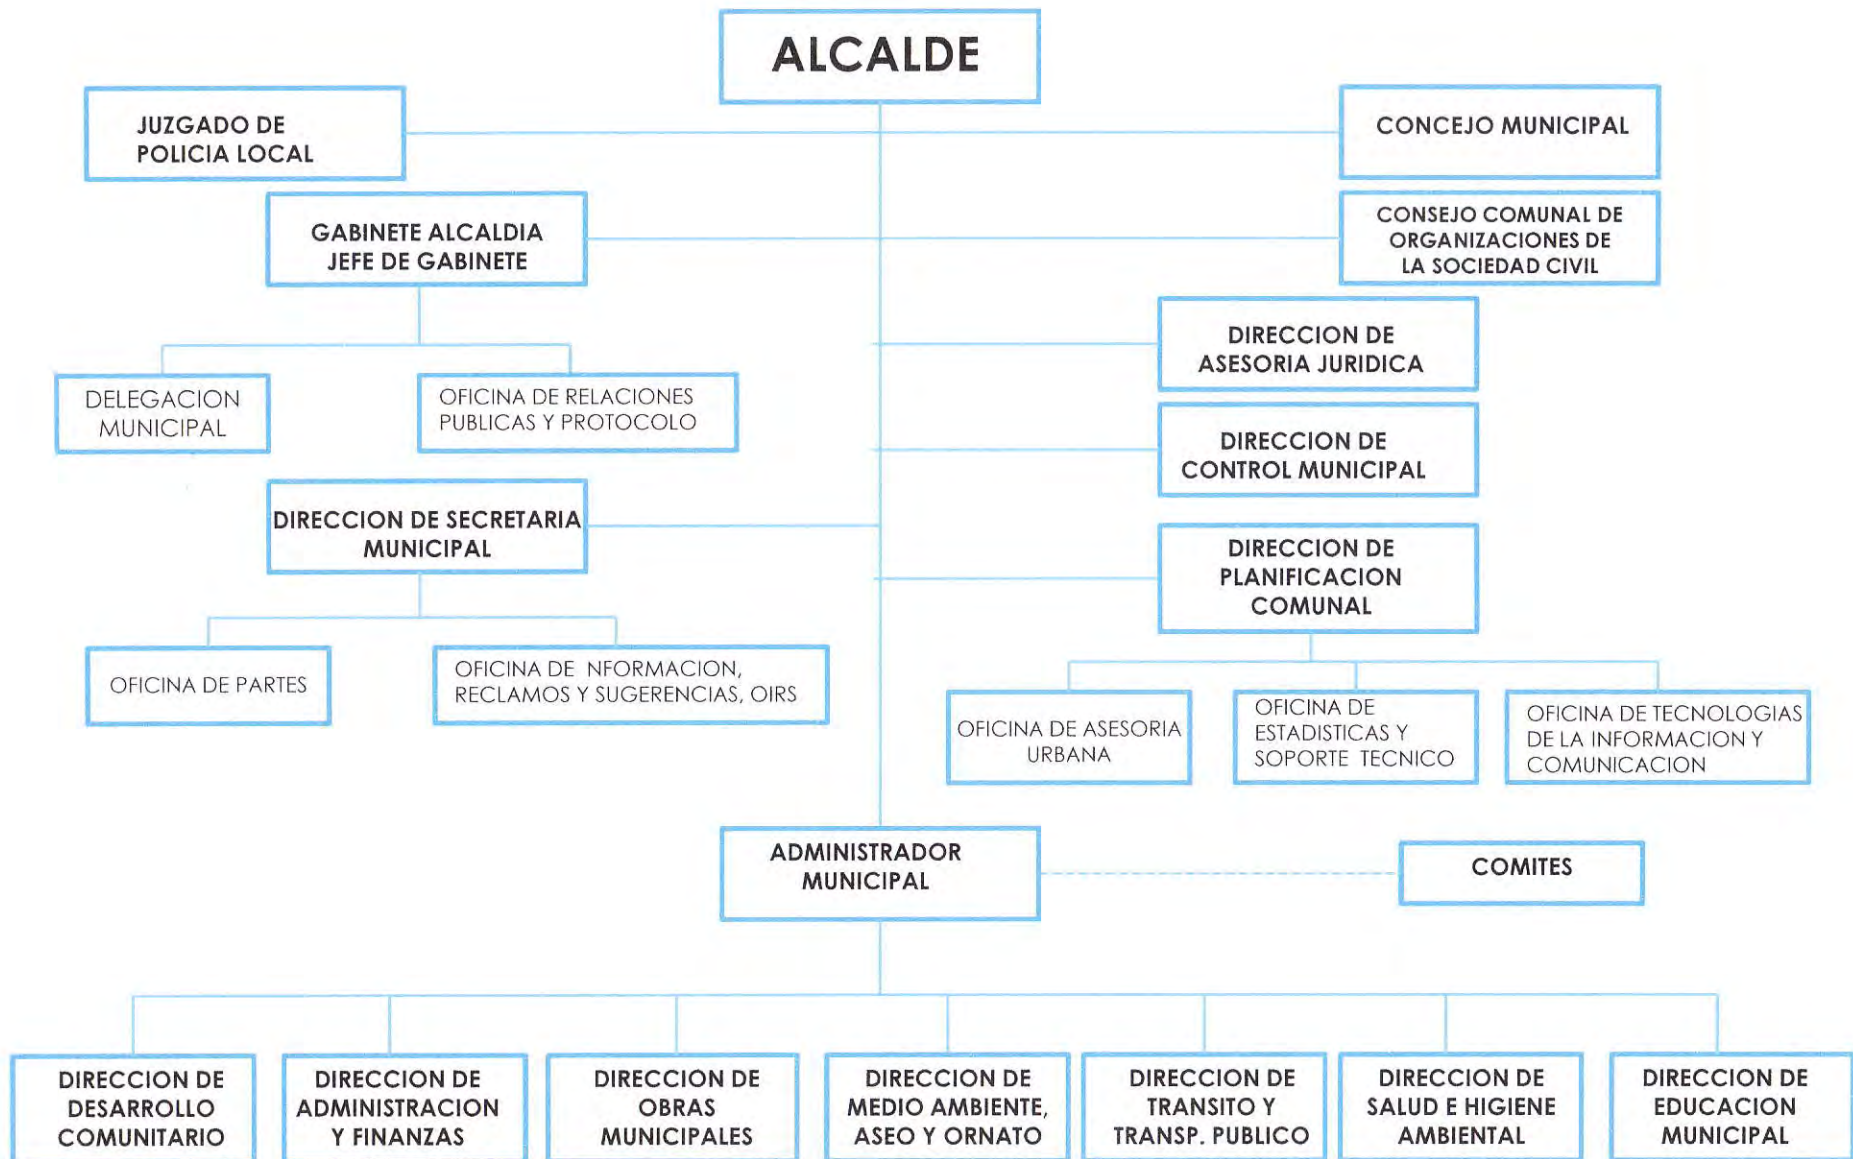 ALCALDE
JUZGADO DE
POLICIA LOCAL
CONCEJO MUNICIPAL
GABINETE ALCALDIA
JEFE DE GABINETE
CONSEJO COMUNAL DE
ORGANIZACIONES DE
LA SOCIEDAD CIVIL
DIRECCION DE
ASESORIA JURIDICA
DELEGACION
MUNICIPAL
OFICINA DE RELACIONES
PUBLICAS Y PROTOCOLO
DIRECCION DE
CONTROL MUNICIPAL
DIRECCION DE SECRETARIA
MUNICIPAL
DIRECCION DE
PLANIFICACION
COMUNAL
OFICINA DE PARTES
OFICINA DE NFORMACION,
RECLAMOS Y SUGERENCIAS, OIRS
OFICINA DE ASESORIA
URBANA
OFICINA DE
ESTADISTICAS Y
SOPORTE TECNICO
OFICINA DE TECNOLOGIAS
DE LA INFORMACION Y
COMUNICACION
ADMINISTRADOR
MUNICIPAL
COMITES
DIRECCION DE
DESARROLLO
COMUNITARIO
DIRECCION DE
ADMINISTRACION
Y FINANZAS
DIRECCION DE
OBRAS
MUNICIPALES
DIRECCION DE
MEDIO AMBIENTE,
ASEO Y ORNATO
DIRECCION DE
TRANSITO Y
TRANSP. PUBLICO
DIRECCION DE
SALUD E HIGIENE
AMBIENTAL
DIRECCION DE
EDUCACION
MUNICIPAL